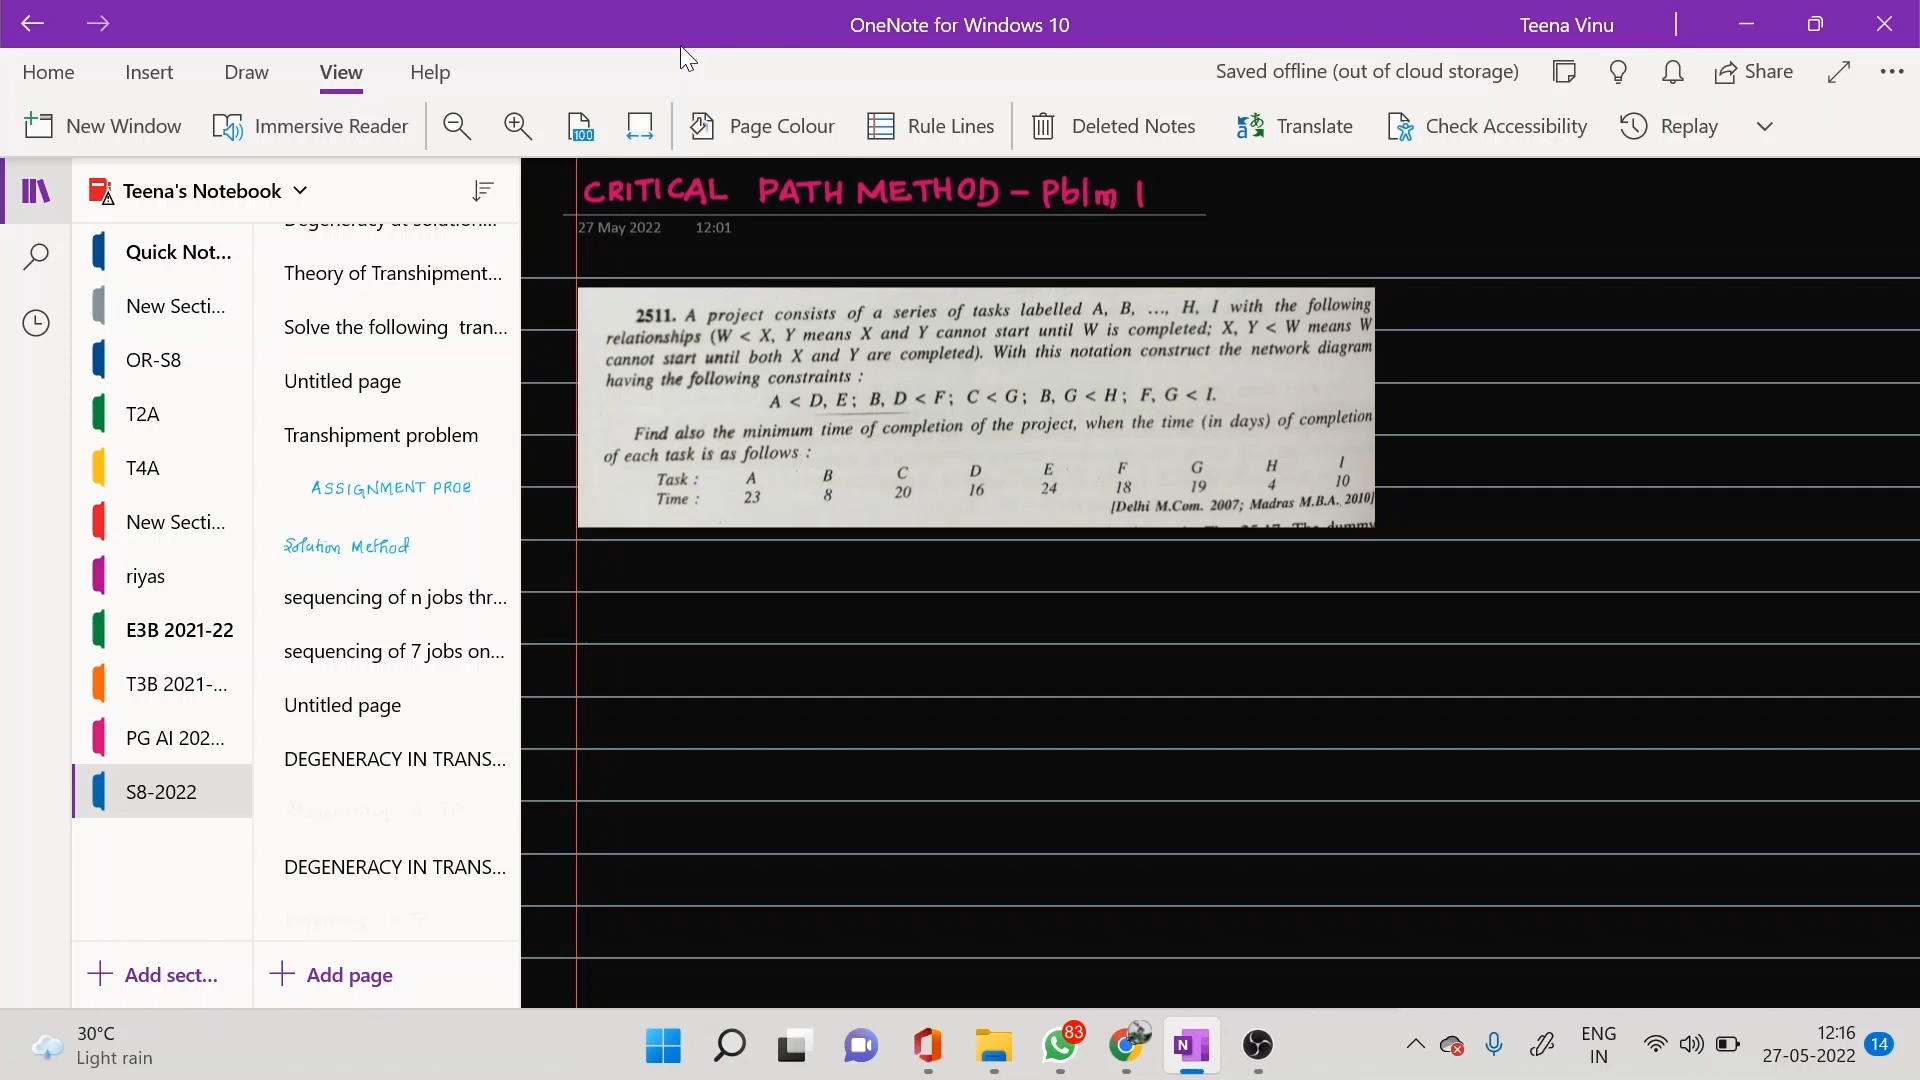 OneNote for Windows 10
Teena Vinu
Home
Insert
Draw
View
Help
Saved offline (out of cloud storage)
Share
New Window
Immersive Reader
100
Page Colour
Rule Lines
Deleted Notes
Translate
Check Accessibility
Replay
Teena's Notebook
Quick Not...
New Secti...
OR-S8
T2A
T4A
New Secti...
riyas
E3B 2021-22
T3B 2021-...
PG AI 202...
S8-2022
Add sect...
Degeneracy at solution...
Theory of Transhipment...
Solve the following tran...
Untitled page
Transhipment problem
ASSIGNMENT PROB
Solution Method
sequencing of n jobs thr...
sequencing of 7 jobs on...
Untitled page
DEGENERACY IN TRANS...
DEGENERACY IN TRANS...
Add page
CRITICAL PATH METHOD - Pblm 1
27 May 2022 12:01
2511. A project consists of a series of tasks labelled A, B, ..., H, I with the following
relationships (W < X, Y means X and Y cannot start until W is completed; X, Y < W means W
cannot start until both X and Y are completed). With this notation construct the network diagram
having the following constraints :
A < D, E; B, D < F; C < G; B, G < H; F, G < I.
Find also the minimum time of completion of the project, when the time (in days) of completion
of each task is as follows :
Task : A B C D E F G H I
Time : 23 8 20 16 24 18 19 4 10
[Delhi M.Com. 2007; Madras M.B.A. 2010]
30°C
Light rain
83
N
ENG
IN
12:16
27-05-2022
14